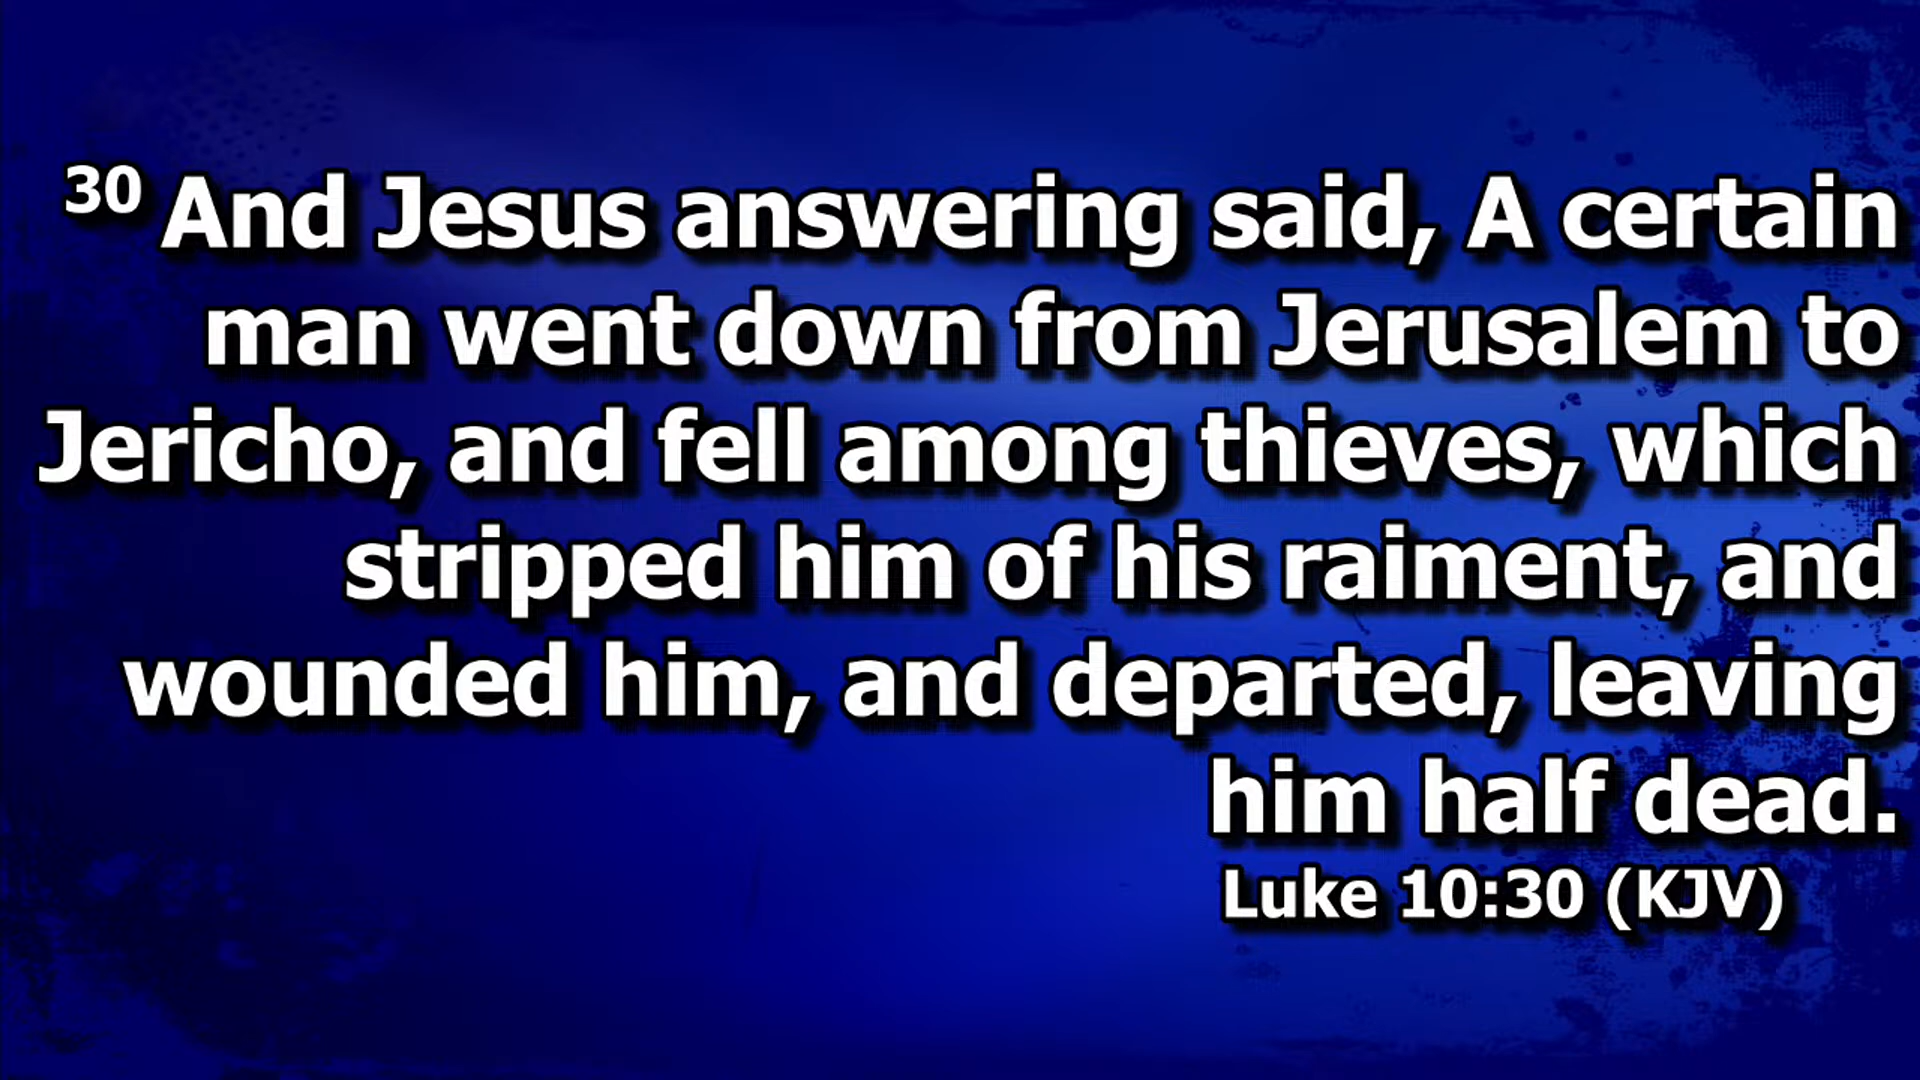 30 And Jesus answering said, A certain
man went down from Jerusalem to
Jericho, and fell among thieves, which
stripped him of his raiment, and
wounded him, and departed, leaving
him half dead.
Luke 10:30 (KJV)